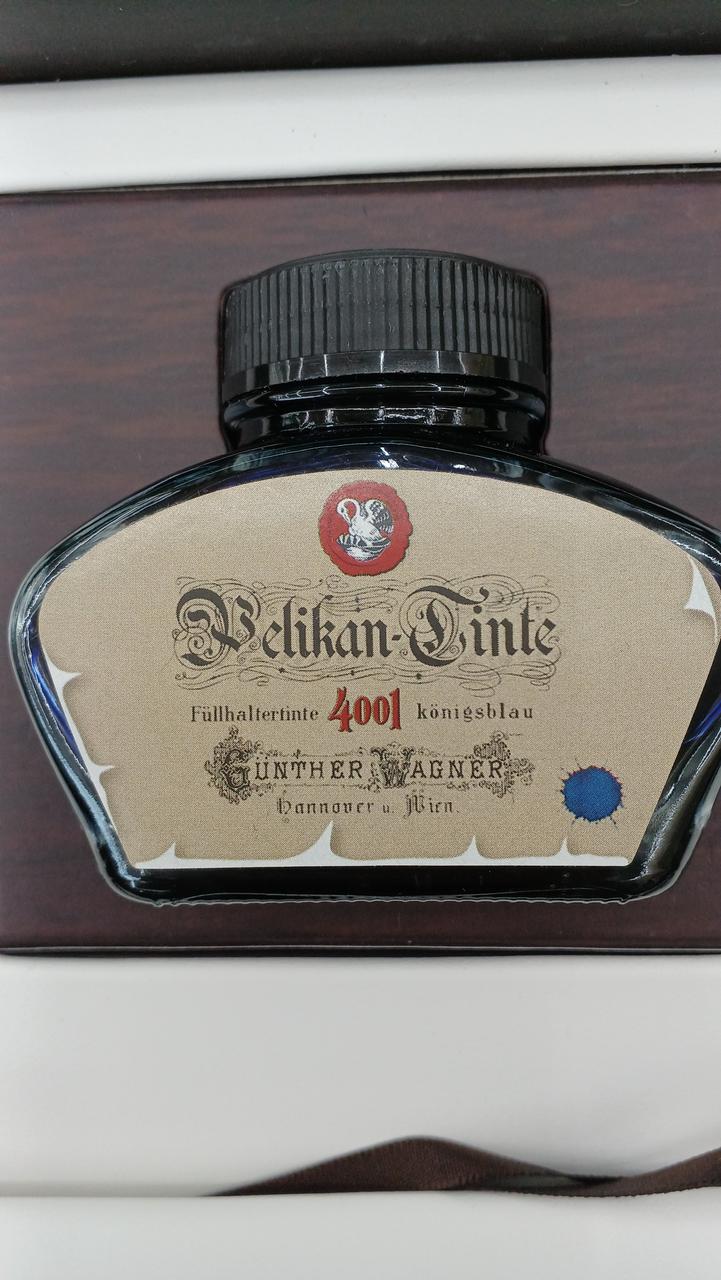 Pelikan-Tinte
Füllhaltertinte 4001 königsblau
GÜNTHER WAGNER
Hannover u. Wien.